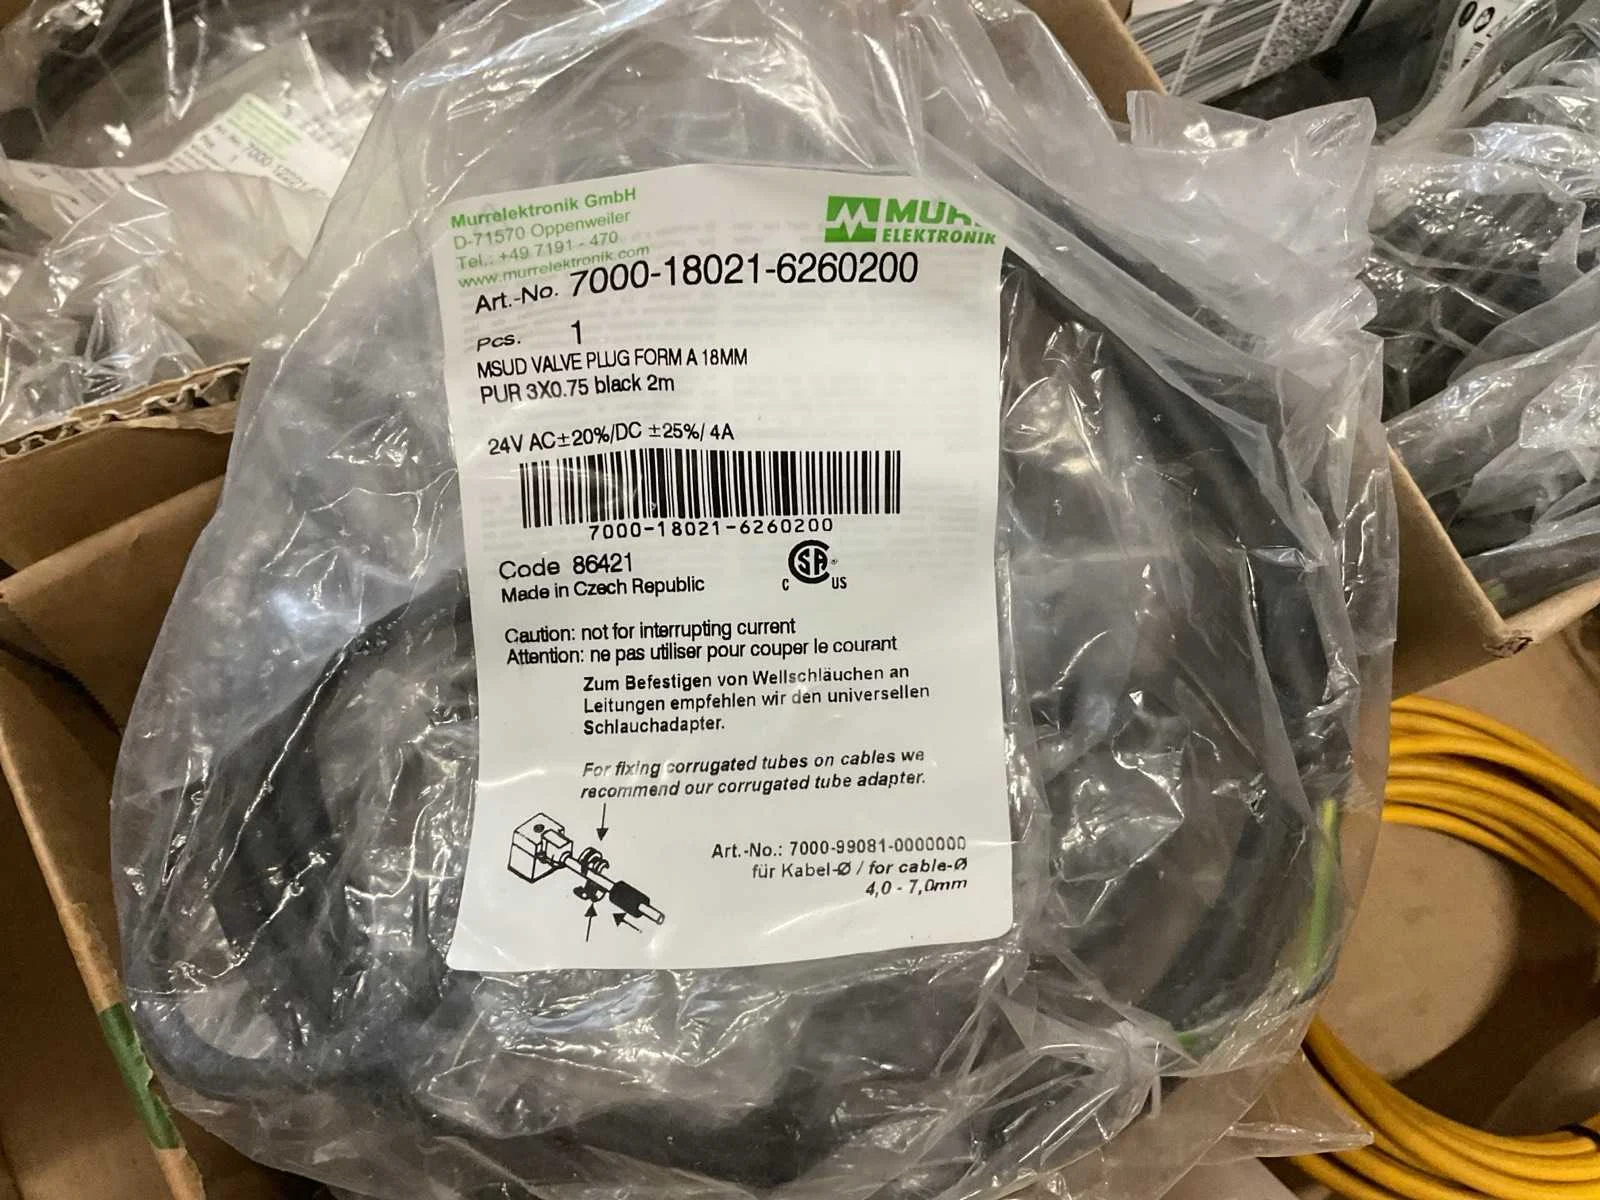 Murrelektronik GmbH
D-71570 Oppenweiler
Tel.: +49 7191 - 470
www.murrelektronik.com
ELEKTRONIK
Art.-No. 7000-18021-6260200
pcs. 1
MSUD VALVE PLUG FORM A 18MM
PUR 3X0.75 black 2m
24V AC±20%/DC ±25%/ 4A
7000-18021-6260200
Code 86421
Made in Czech Republic
C US
Caution: not for interrupting current
Attention: ne pas utiliser pour couper le courant
Zum Befestigen von Wellschläuchen an
Leitungen empfehlen wir den universellen
Schlauchadapter.
For fixing corrugated tubes on cables we
recommend our corrugated tube adapter.
Art.-No.: 7000-99081-0000000
für Kabel-Ø / for cable-Ø
4,0 - 7,0mm